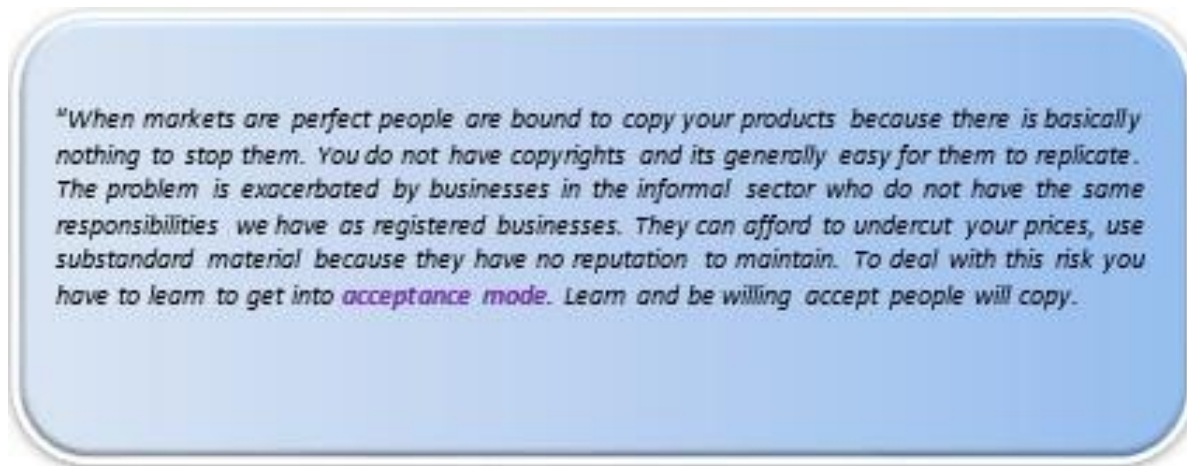 "When markets are perfect people are bound to copy your products because there is basically
nothing to stop them. You do not have copyrights and its generally easy for them to replicate.
The problem is exacerbated by businesses in the informal sector who do not have the same
responsibilities we have as registered businesses. They can afford to undercut your prices, use
substandard material because they have no reputation to maintain. To deal with this risk you
have to learn to get into acceptance mode. Learn and be willing accept people will copy.